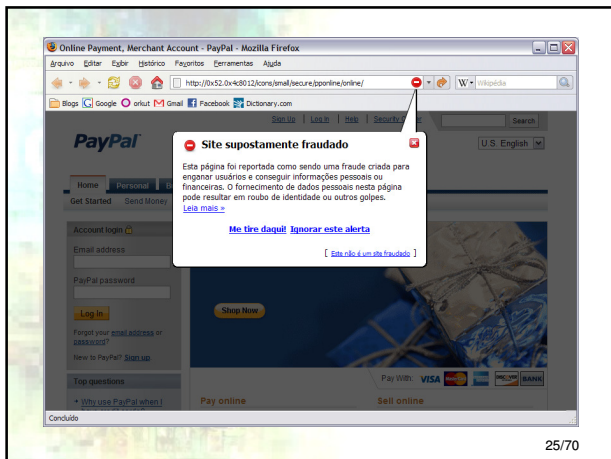 Online Payment, Merchant Account - PayPal - Mozilla Firefox
Arquivo Editar Exibir Histórico Favoritos Ferramentas Ajuda
http://0x52.0x4c8012/icons/small/secure/pponline/online/ W Wikipédia
Blogs Google orkut Gmail Facebook Dictionary.com
Sign Up | Log In | Help | Security Search
PayPal U.S. English
Site supostamente fraudado
Esta página foi reportada como sendo uma fraude criada para
enganar usuários e conseguir informações pessoais ou
financeiras. O fornecimento de dados pessoais nesta página
pode resultar em roubo de identidade ou outros golpes.
Leia mais »
Me tire daqui! Ignorar este alerta
[ Este não é um site fraudado ]
Home Personal B
Get Started Send Money
Account login
Email address
PayPal password
Log In
Forgot your email address or
password?
New to PayPal? Sign up.
Shop Now
Top questions
Pay With: VISA BANK
Why use PayPal when I
Pay online Sell online
Concluído
25/70